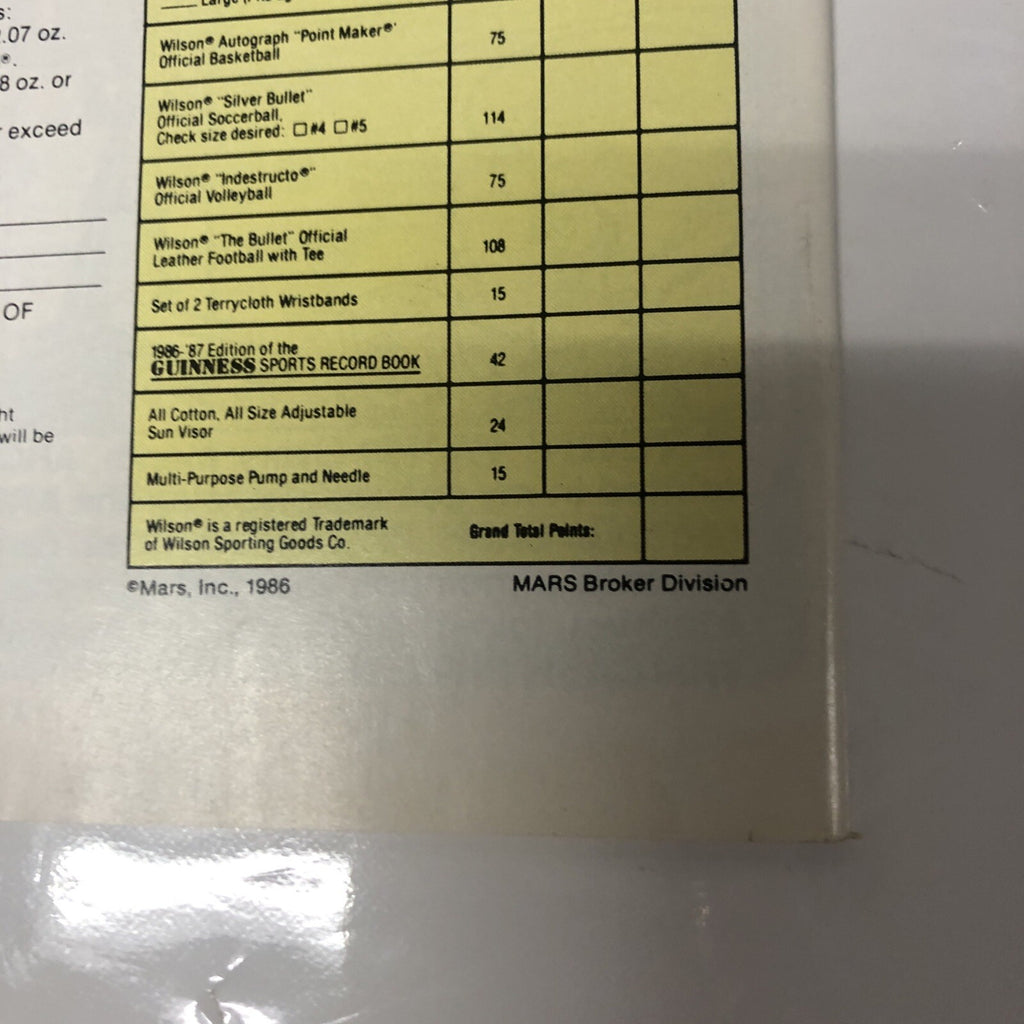 s:
.07 oz.
®.
8 oz. or
exceed
OF
ht
will be
Large
Wilson® Autograph "Point Maker®"
Official Basketball
75
Wilson® "Silver Bullet"
Official Soccerball.
Check size desired: ☐ #4 ☐ #5
114
Wilson® "Indestructo®"
Official Volleyball
75
Wilson® "The Bullet" Official
Leather Football with Tee
108
Set of 2 Terrycloth Wristbands
15
1986-'87 Edition of the
GUINNESS SPORTS RECORD BOOK
42
All Cotton, All Size Adjustable
Sun Visor
24
Multi-Purpose Pump and Needle
15
Wilson® is a registered Trademark
of Wilson Sporting Goods Co.
Grand Total Points:
©Mars, Inc., 1986
MARS Broker Division